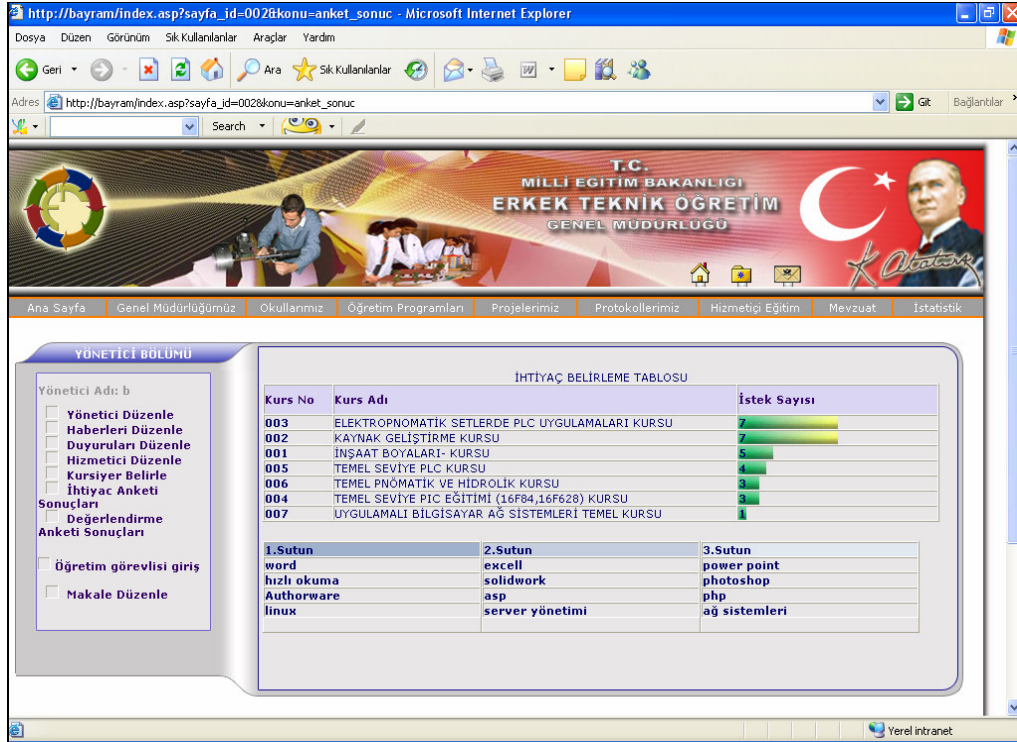 http://bayram/index.asp?sayfa_id=002&konu=anket_sonuc - Microsoft Internet Explorer
Dosya Düzen Görünüm Sık Kullanılanlar Araçlar Yardım
Geri Ara Sık Kullanılanlar
Adres http://bayram/index.asp?sayfa_id=002&konu=anket_sonuc Git Bağlantılar
Search
T.C.
MİLLİ EGİTİM BAKANLIGI
ERKEK TEKNİK ÖĞRETİM
GENEL MÜDÜRLÜĞÜ
K Atatürk
Ana Sayfa Genel Müdürlüğümüz Okullarımız Öğretim Programları Projelerimiz Protokollerimiz Hizmetiçi Eğitim Mevzuat İstatistik
YÖNETİCİ BÖLÜMÜ
Yönetici Adı: b
Yönetici Düzenle
Haberleri Düzenle
Duyuruları Düzenle
Hizmetici Düzenle
Kursiyer Belirle
İhtiyac Anketi
Sonuçları
Değerlendirme
Anketi Sonuçları
Öğretim görevlisi giriş
Makale Düzenle
İHTİYAÇ BELİRLEME TABLOSU
Kurs No Kurs Adı İstek Sayısı
003 ELEKTROPNOMATİK SETLERDE PLC UYGULAMALARI KURSU 7
002 KAYNAK GELİŞTİRME KURSU 7
001 İNŞAAT BOYALARI- KURSU 5
005 TEMEL SEVİYE PLC KURSU 4
006 TEMEL PNÖMATİK VE HİDROLİK KURSU 3
004 TEMEL SEVİYE PIC EĞİTİMİ (16F84,16F628) KURSU 3
007 UYGULAMALI BİLGİSAYAR AĞ SİSTEMLERİ TEMEL KURSU 1
1.Sutun 2.Sutun 3.Sutun
word excell power point
hızlı okuma solidwork photoshop
Authorware asp php
linux server yönetimi ağ sistemleri
Yerel intranet